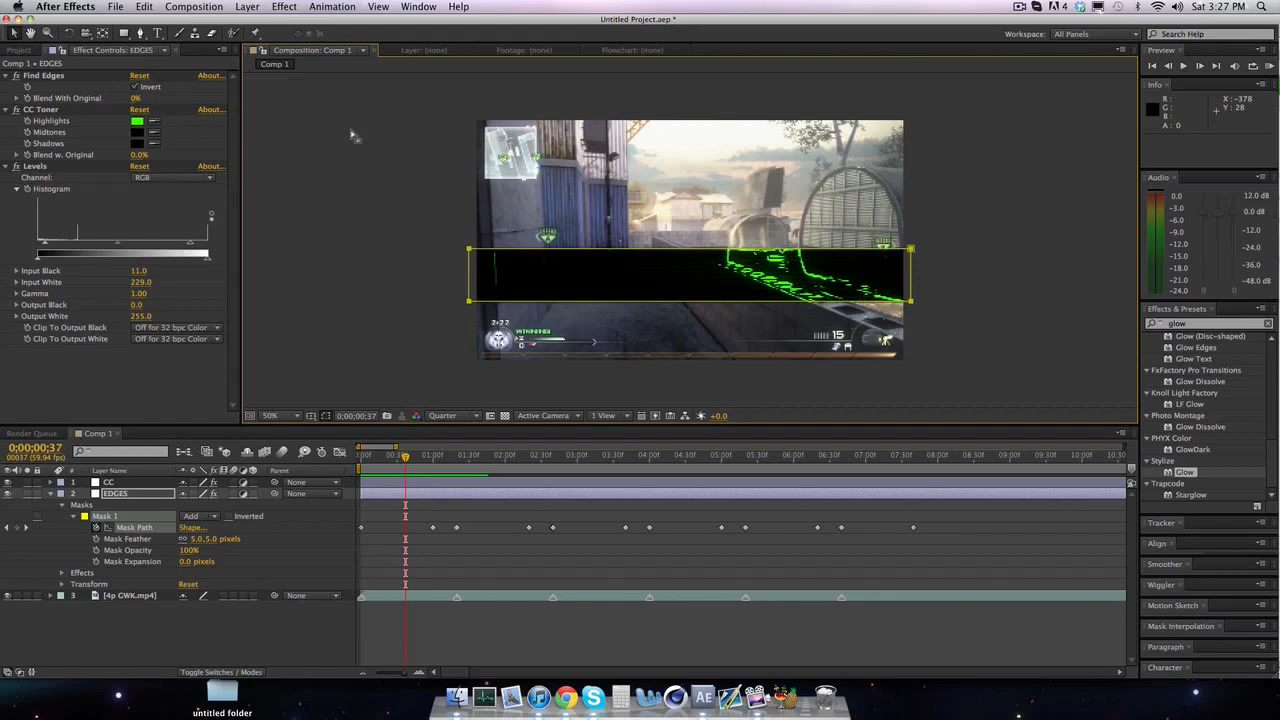 After Effects File Edit Composition Layer Effect Animation View Window Help
4 Sat 3:27 PM
Untitled Project.aep *
Workspace: All Panels Search Help
Project Effect Controls: EDGES Composition: Comp 1 Layer: (none) Footage: (none) Flowchart: (none) Preview
Comp 1 • EDGES
Comp 1
Find Edges Reset About...
Invert
Blend With Original 0%
CC Toner Reset About...
Highlights
Midtones
Shadows
Blend w. Original 0.0%
Levels Reset About...
Channel: RGB
Histogram
Input Black 11.0
Input White 229.0
Gamma 1.00
Output Black 0.0
Output White 255.0
Clip To Output Black Off for 32 bpc Color
Clip To Output White Off for 32 bpc Color
WINNING
15
50% 0;00;00;37 Quarter Active Camera 1 View +0.0
Info
R :
G :
B :
A : 0
X : -378
Y : 28
Audio
0.0 12.0 dB
-3.0
-6.0 0.0 dB
-9.0
-12.0 -12.0
-15.0 -24.0
-18.0
-21.0 -36.0
-24.0 -48.0 dB
Effects & Presets
glow
Glow (Disc-shaped)
Glow Edges
Glow Text
FxFactory Pro Transitions
Glow Dissolve
Knoll Light Factory
LF Glow
Photo Montage
Glow Dissolve
PHYX Color
GlowDark
Stylize
Glow
Trapcode
Starglow
Tracker
Align
Smoother
Wiggler
Motion Sketch
Mask Interpolation
Paragraph
Character
Render Queue Comp 1
0;00;00;37
00037 (59.94 fps)
:00f 00:30f 01:00f 01:30f 02:00f 02:30f 03:00f 03:30f 04:00f 04:30f 05:00f 05:30f 06:00f 06:30f 07:00f 07:30f 08:00f 08:30f 09:00f 09:30f 10:00f 10:30f
# Layer Name Parent
1 CC None
2 EDGES None
Masks
Mask 1 Add Inverted
Mask Path Shape...
Mask Feather 5.0,5.0 pixels
Mask Opacity 100%
Mask Expansion 0.0 pixels
Effects
Transform Reset
3 [4p GWK.mp4] None
Toggle Switches / Modes
AE
untitled folder